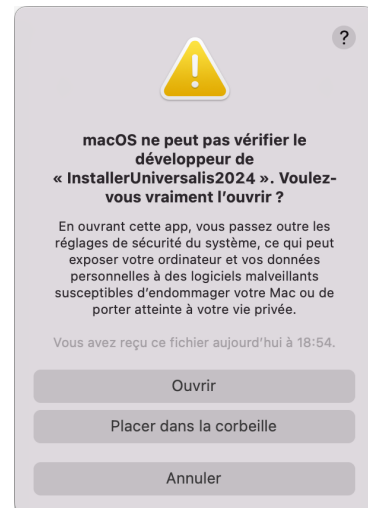 ?
macOS ne peut pas vérifier le
développeur de
« InstallerUniversalis2024 ». Voulez-
vous vraiment l’ouvrir ?
En ouvrant cette app, vous passez outre les
réglages de sécurité du système, ce qui peut
exposer votre ordinateur et vos données
personnelles à des logiciels malveillants
susceptibles d’endommager votre Mac ou de
porter atteinte à votre vie privée.
Vous avez reçu ce fichier aujourd’hui à 18:54.
Ouvrir
Placer dans la corbeille
Annuler